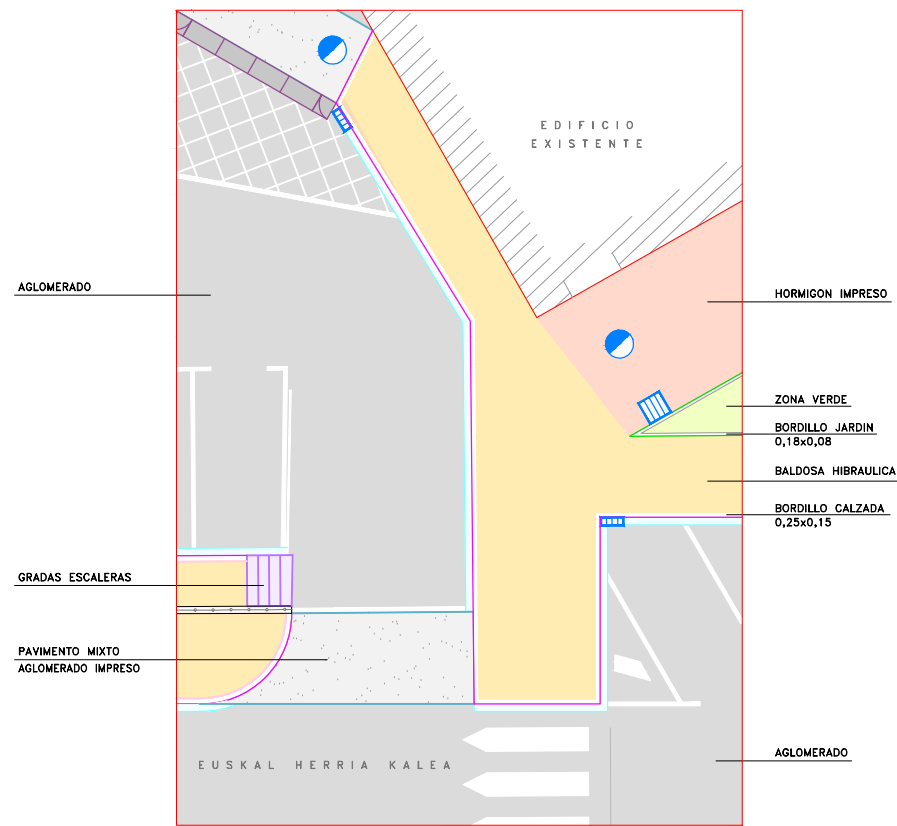 EDIFICIO
EXISTENTE
AGLOMERADO
HORMIGON IMPRESO
ZONA VERDE
BORDILLO JARDIN
0,18x0,08
BALDOSA HIBRAULICA
BORDILLO CALZADA
0,25x0,15
GRADAS ESCALERAS
PAVIMENTO MIXTO
AGLOMERADO IMPRESO
AGLOMERADO
EUSKAL HERRIA KALEA